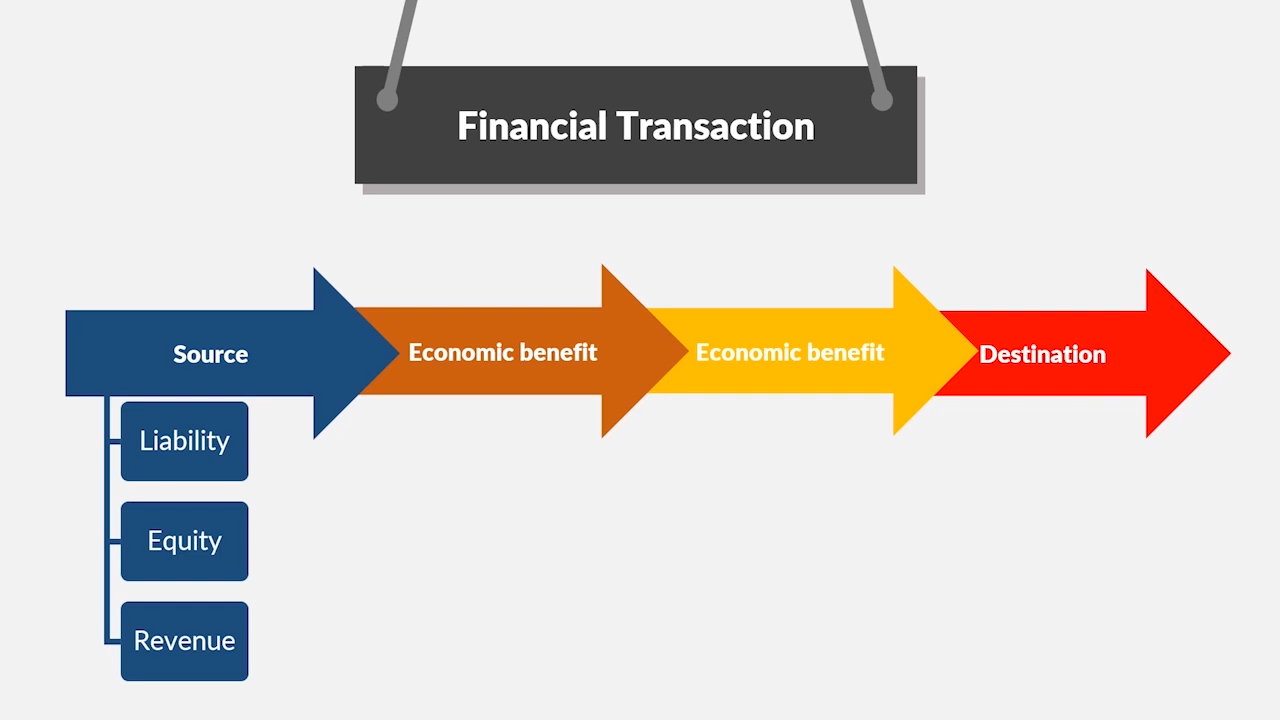 Financial Transaction
Source
Economic benefit
Economic benefit
Destination
Liability
Equity
Revenue